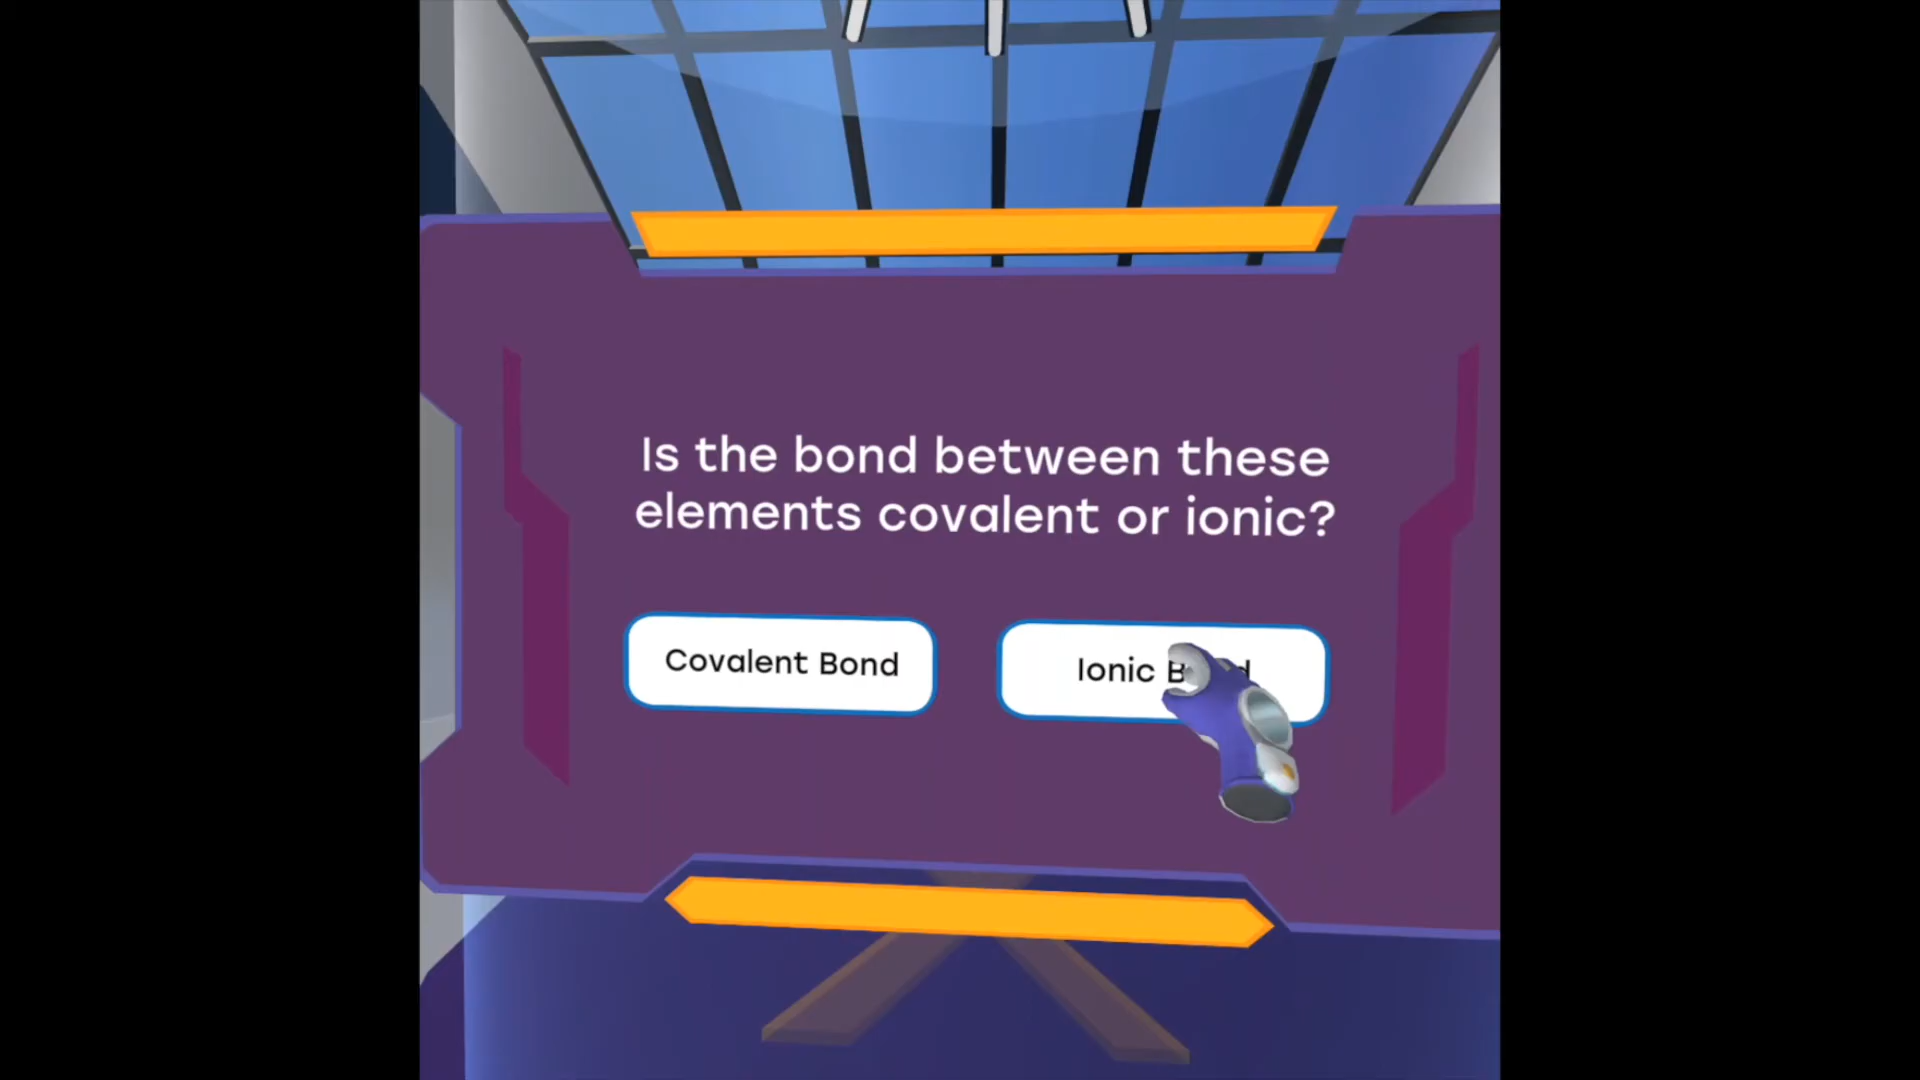 Is the bond between these
elements covalent or ionic?
Covalent Bond
Ionic